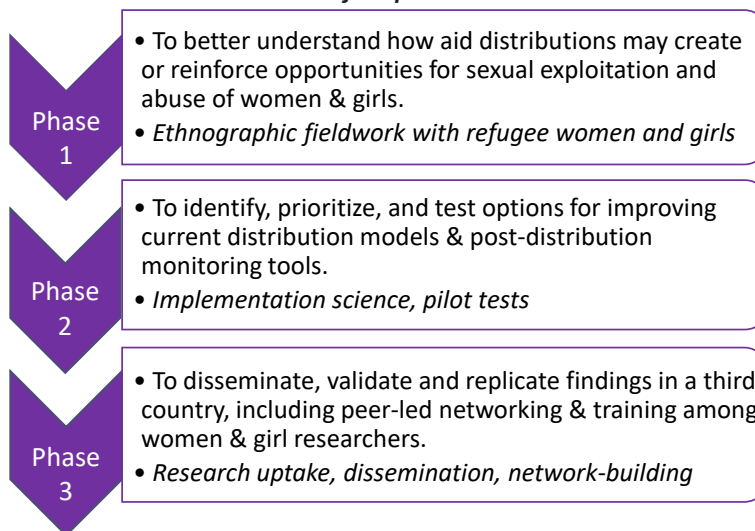 Phase
1
• To better understand how aid distributions may create
or reinforce opportunities for sexual exploitation and
abuse of women & girls.
• Ethnographic fieldwork with refugee women and girls
Phase
2
• To identify, prioritize, and test options for improving
current distribution models & post-distribution
monitoring tools.
• Implementation science, pilot tests
Phase
3
• To disseminate, validate and replicate findings in a third
country, including peer-led networking & training among
women & girl researchers.
• Research uptake, dissemination, network-building